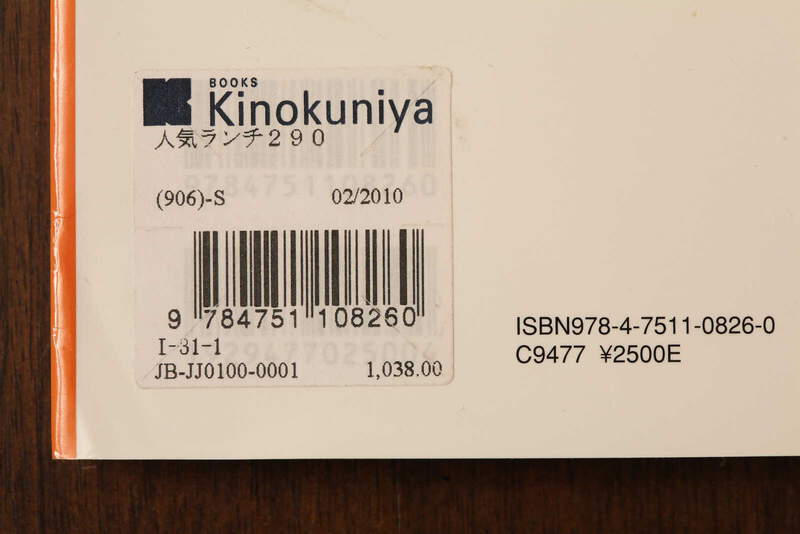 BOOKS
Kinokuniya
人気ランチ290
(906)-S 02/2010
9 784751 108260
I-31-1
JB-JJ0100-0001 1,038.00
ISBN978-4-7511-0826-0
C9477 ¥2500E